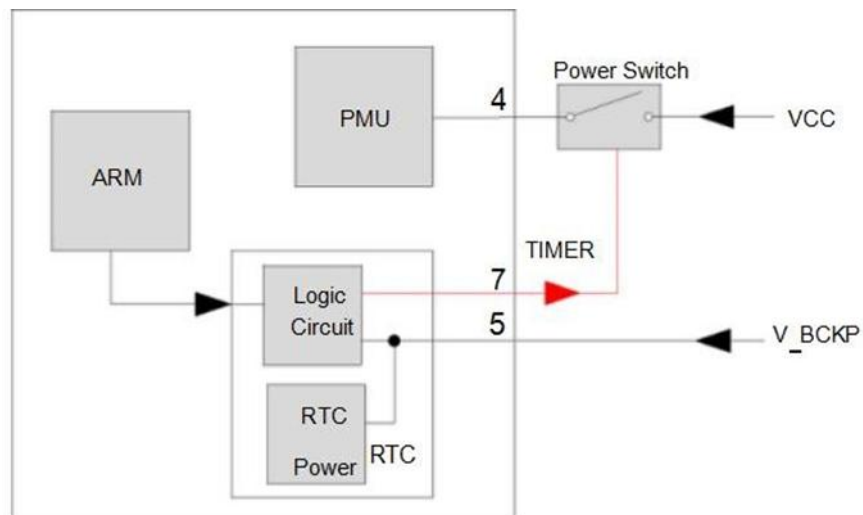 Power Switch
4
PMU
VCC
ARM
TIMER
7
Logic
Circuit
5
V_BCKP
RTC
Power
RTC